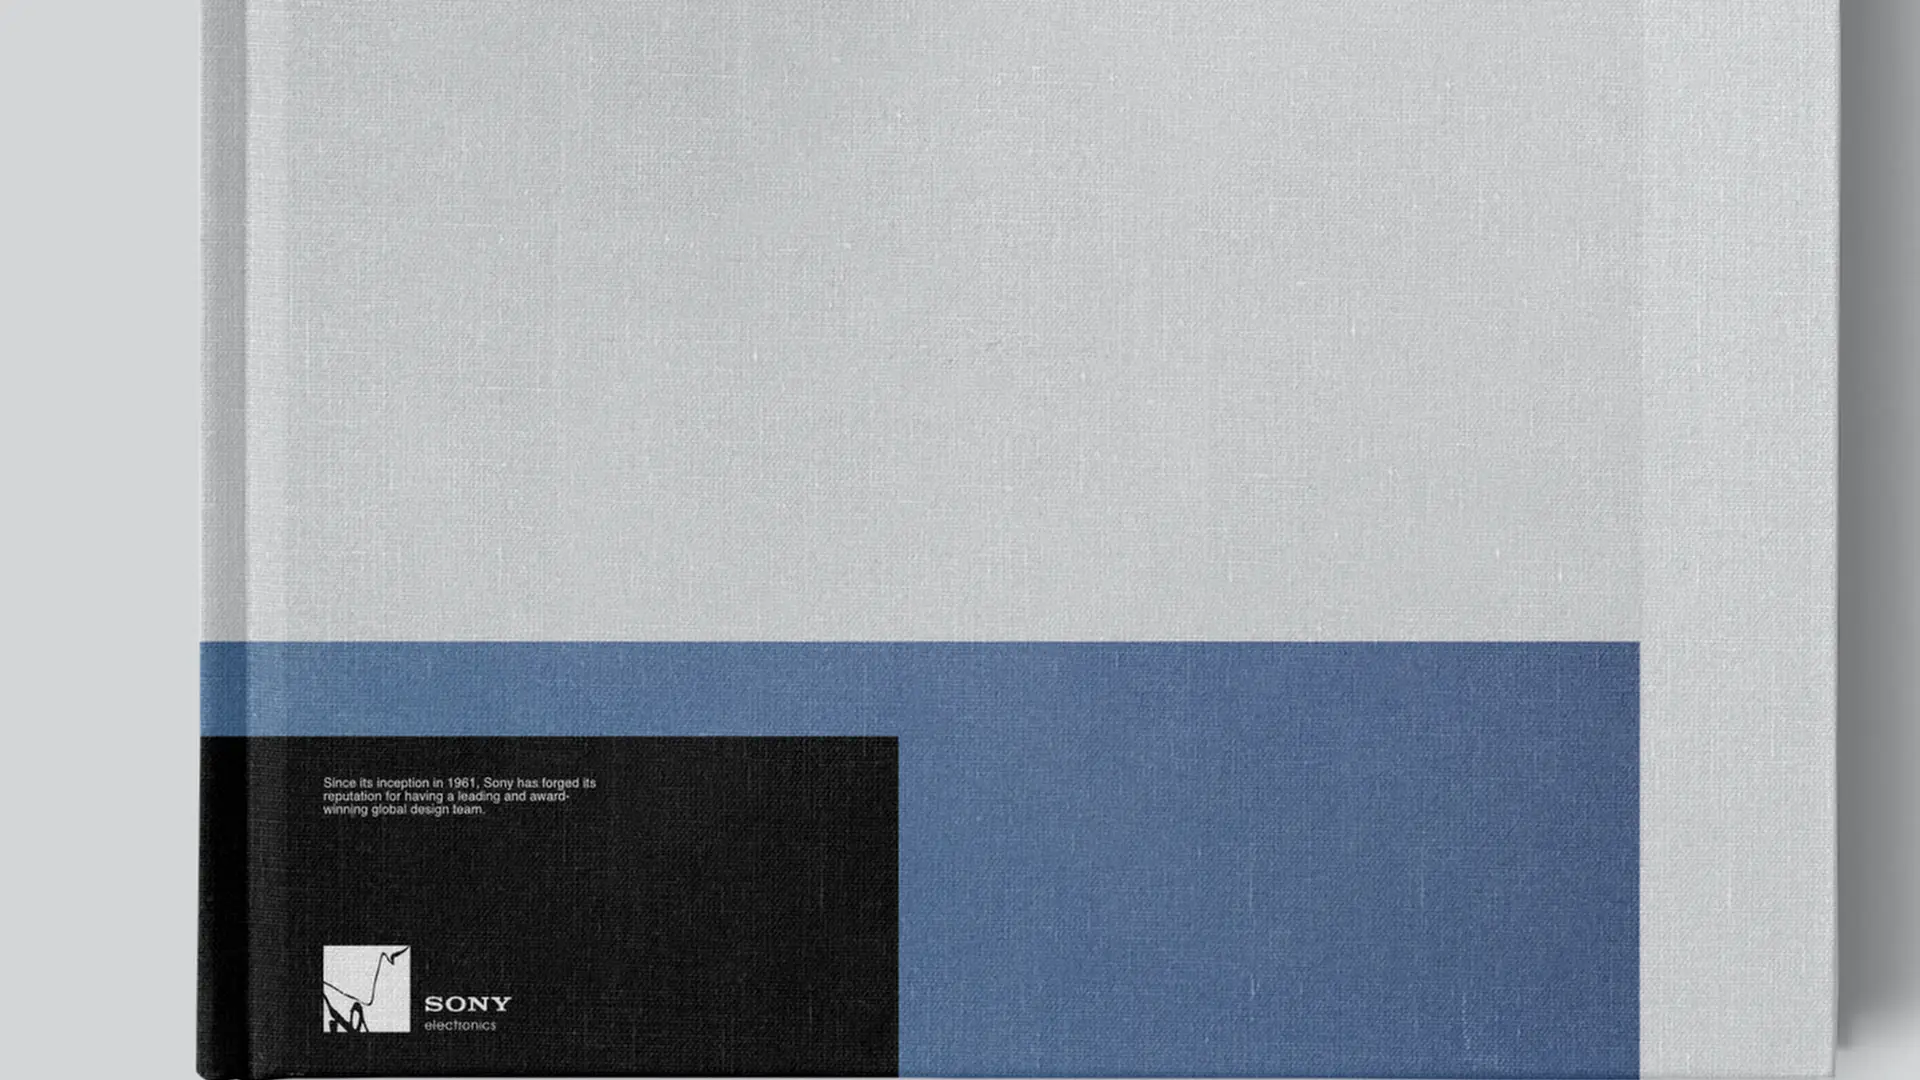 Since its inception in 1961, Sony has forged its
reputation for having a leading and award-
winning global design team.
SONY
electronics